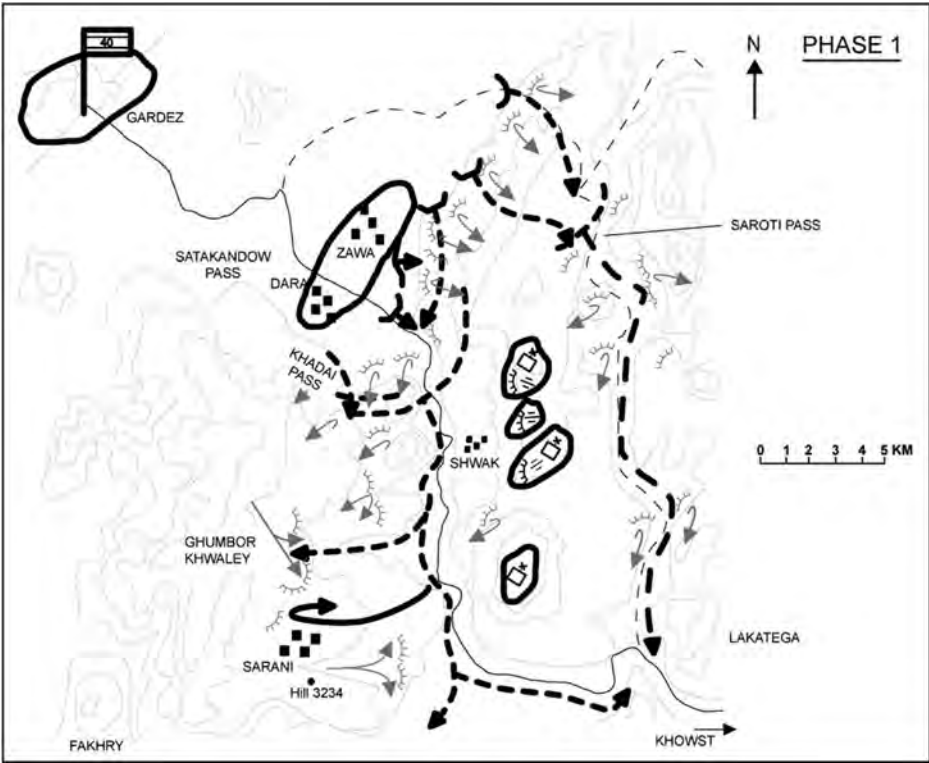 40
GARDEZ
N
PHASE 1
SAROTI PASS
SATAKANDOW
PASS
ZAWA
DARA
KHADAI
PASS
SHWAK
0 1 2 3 4 5 KM
GHUMBOR
KHWALEY
SARANI
Hill 3234
LAKATEGA
FAKHRY
KHOWST